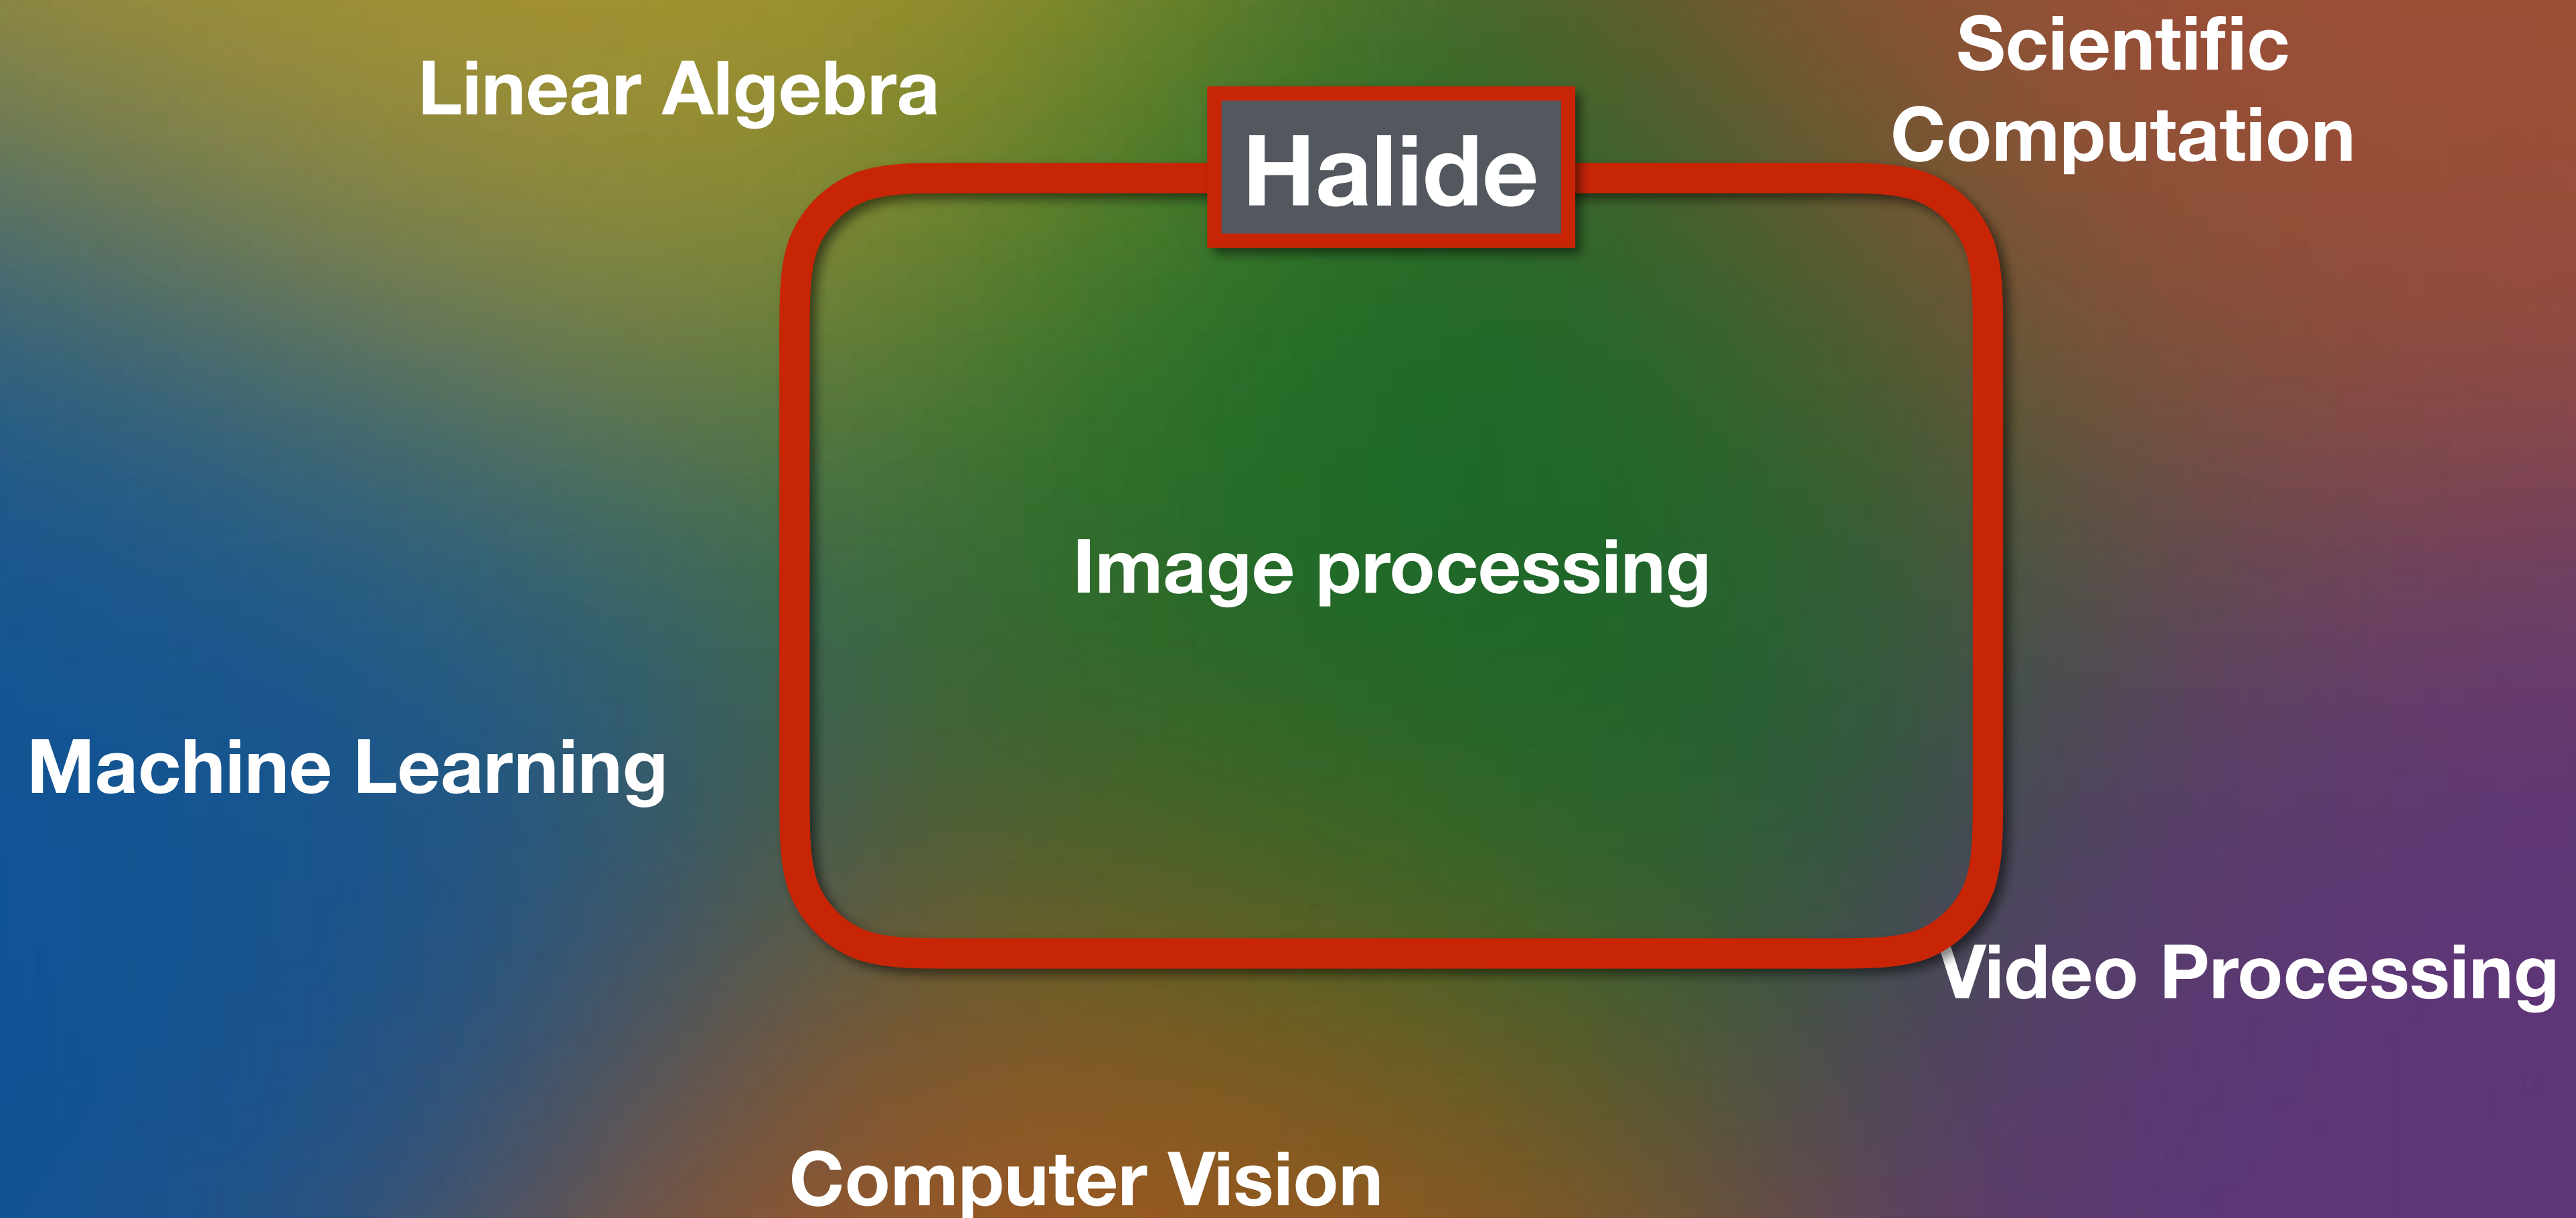 Scientific
Computation
Linear Algebra
Halide
Image processing
Machine Learning
Video Processing
Computer Vision